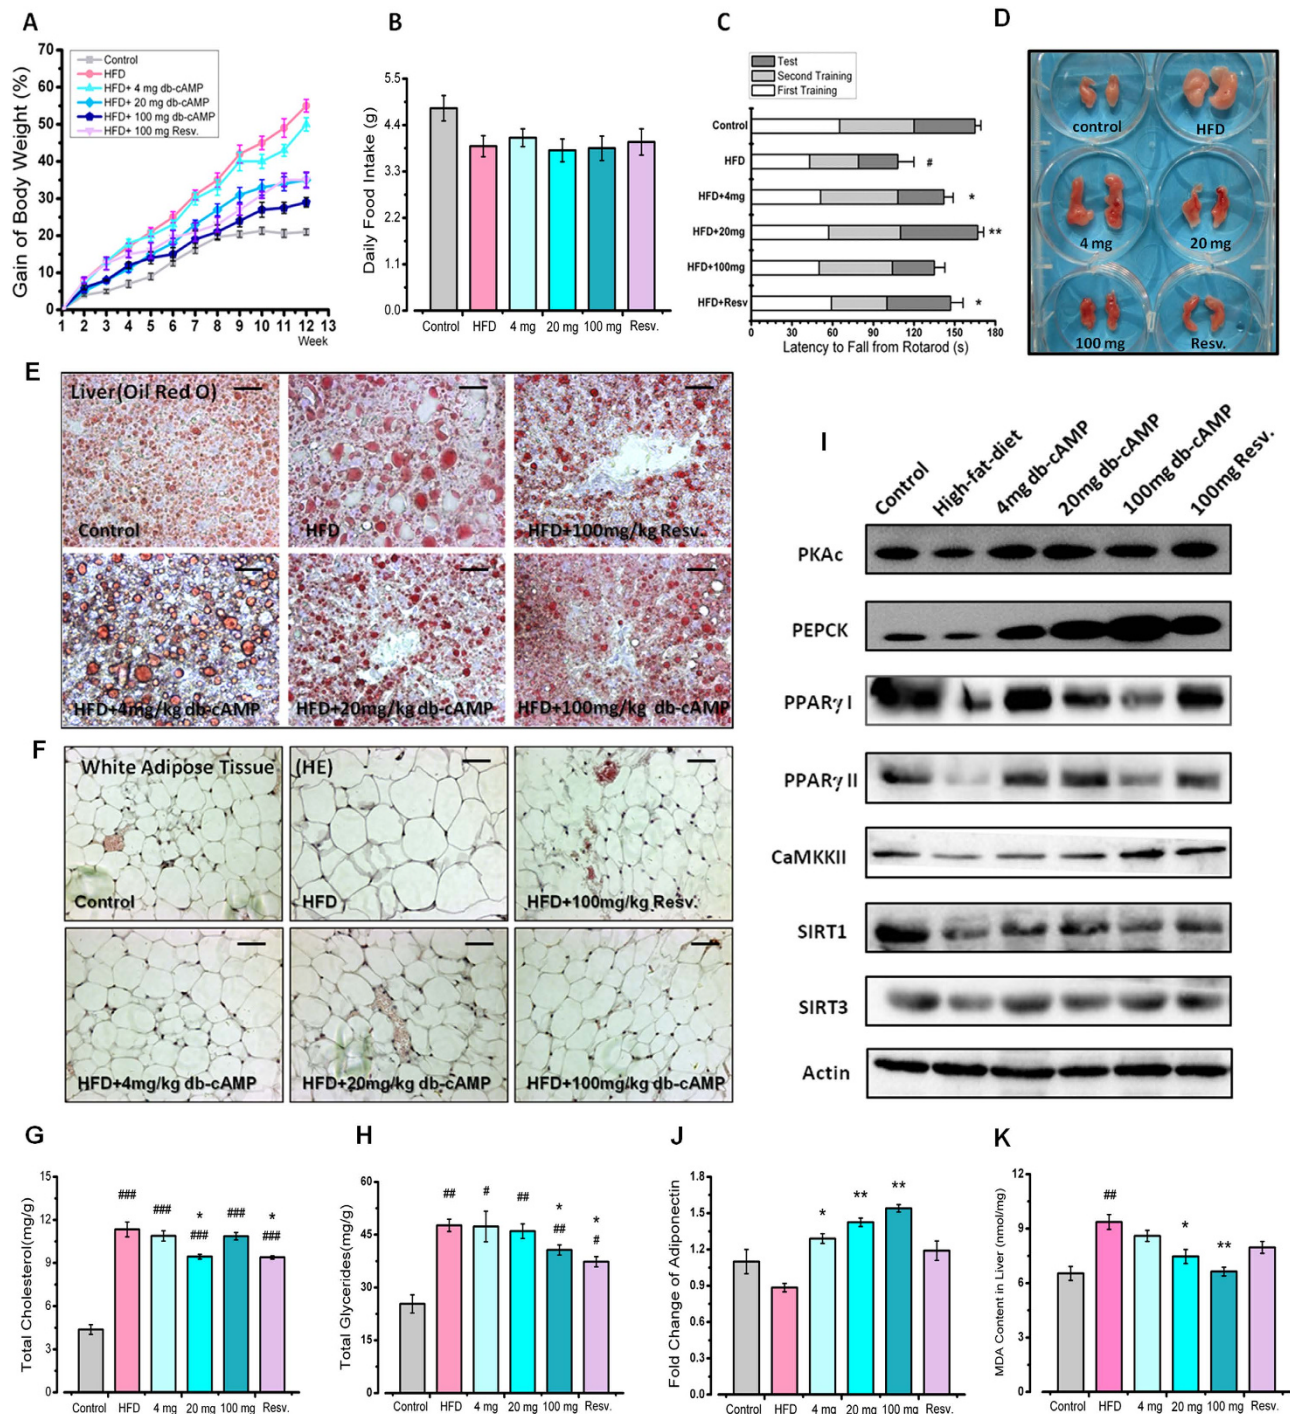 A
Gain of Body Weight (%)
70
60
50
40
30
20
10
0
Control
HFD
HFD+ 4 mg db-cAMP
HFD+ 20 mg db-cAMP
HFD+ 100 mg db-cAMP
HFD+ 100 mg Resv.
1 2 3 4 5 6 7 8 9 10 11 12 13
Week
B
Daily Food Intake (g)
5.5
4.4
3.3
2.2
1.1
0.0
Control HFD 4 mg 20 mg 100 mg Resv.
C
Test
Second Training
First Training
Control
HFD
#
HFD+4mg
*
HFD+20mg
**
HFD+100mg
HFD+Resv
*
0 30 60 90 120 150 180
Latency to Fall from Rotarod (s)
D
control HFD
4 mg 20 mg
100 mg Resv.
E
Liver(Oil Red O)
Control HFD HFD+100mg/kg Resv.
HFD+4mg/kg db-cAMP HFD+20mg/kg db-cAMP HFD+100mg/kg db-cAMP
F
White Adipose Tissue (HE)
Control HFD HFD+100mg/kg Resv.
HFD+4mg/kg db-cAMP HFD+20mg/kg db-cAMP HFD+100mg/kg db-cAMP
I
Control High-fat-diet 4mg db-cAMP 20mg db-cAMP 100mg db-cAMP 100mg Resv.
PKAc
PEPCK
PPARγ I
PPARγ II
CaMKKII
SIRT1
SIRT3
Actin
G
Total Cholesterol(mg/g)
15
12
9
6
3
0
### ### * ### ### * ###
Control HFD 4 mg 20 mg 100 mg Resv.
H
Total Glycerides(mg/g)
60
45
30
15
0
## # ## * ## * #
Control HFD 4 mg 20 mg 100 mg Resv.
J
Fold Change of Adiponectin
1.8
1.5
1.2
0.9
0.6
0.3
0.0
* ** **
Control HFD 4 mg 20 mg 100 mg Resv.
K
MDA Content in Liver (nmol/mg)
12
9
6
3
0
## * **
Control HFD 4 mg 20 mg 100 mg Resv.